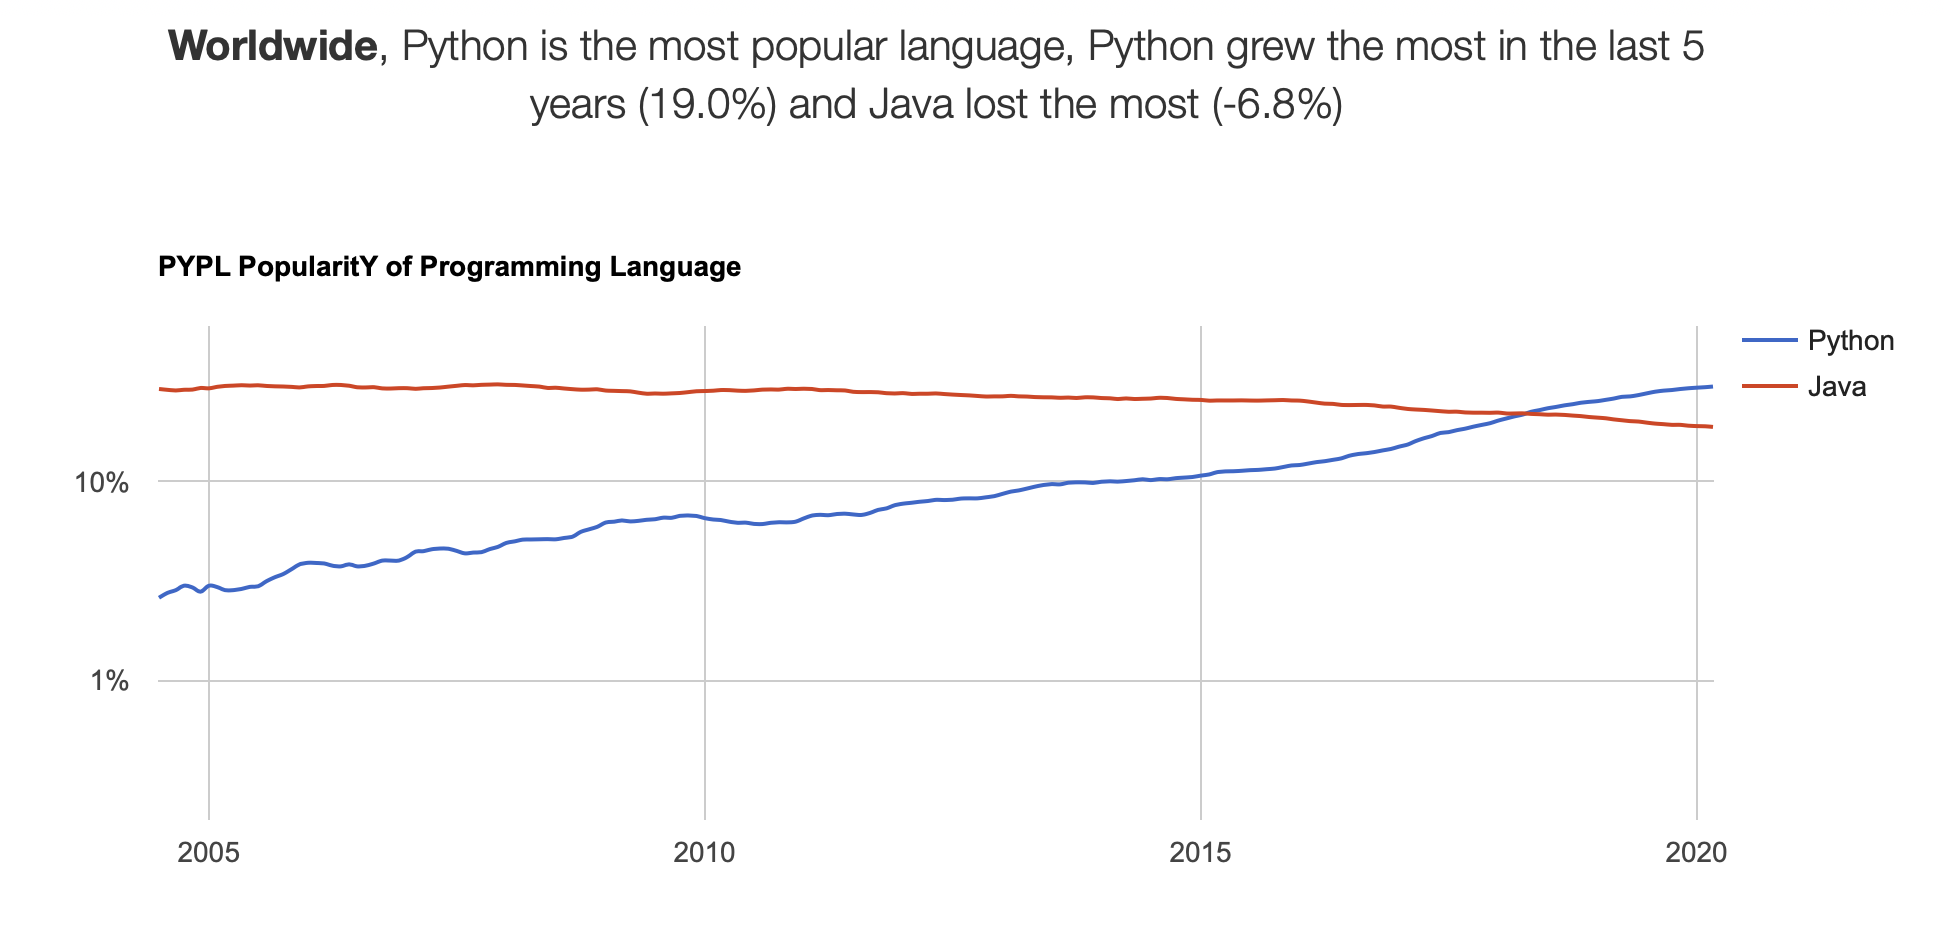 Worldwide, Python is the most popular language, Python grew the most in the last 5
years (19.0%) and Java lost the most (-6.8%)
PYPL PopularitY of Programming Language
Python
Java
10%
1%
2005
2010
2015
2020